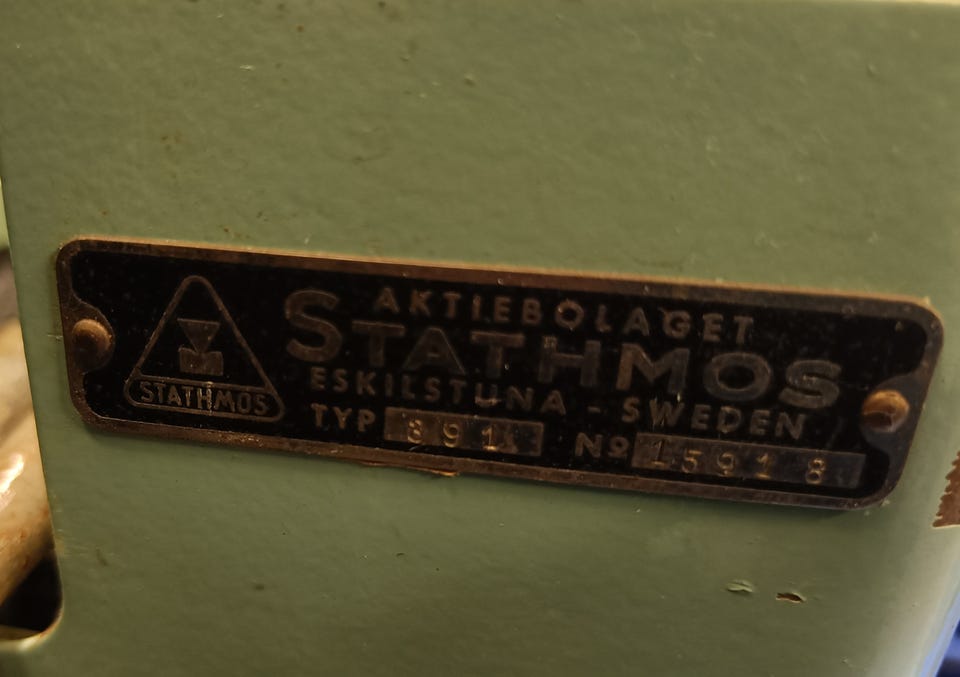 STATHMOS
AKTIEBOLAGET
STATHMOS
ESKILSTUNA - SWEDEN
TYP 891 Nº 15918